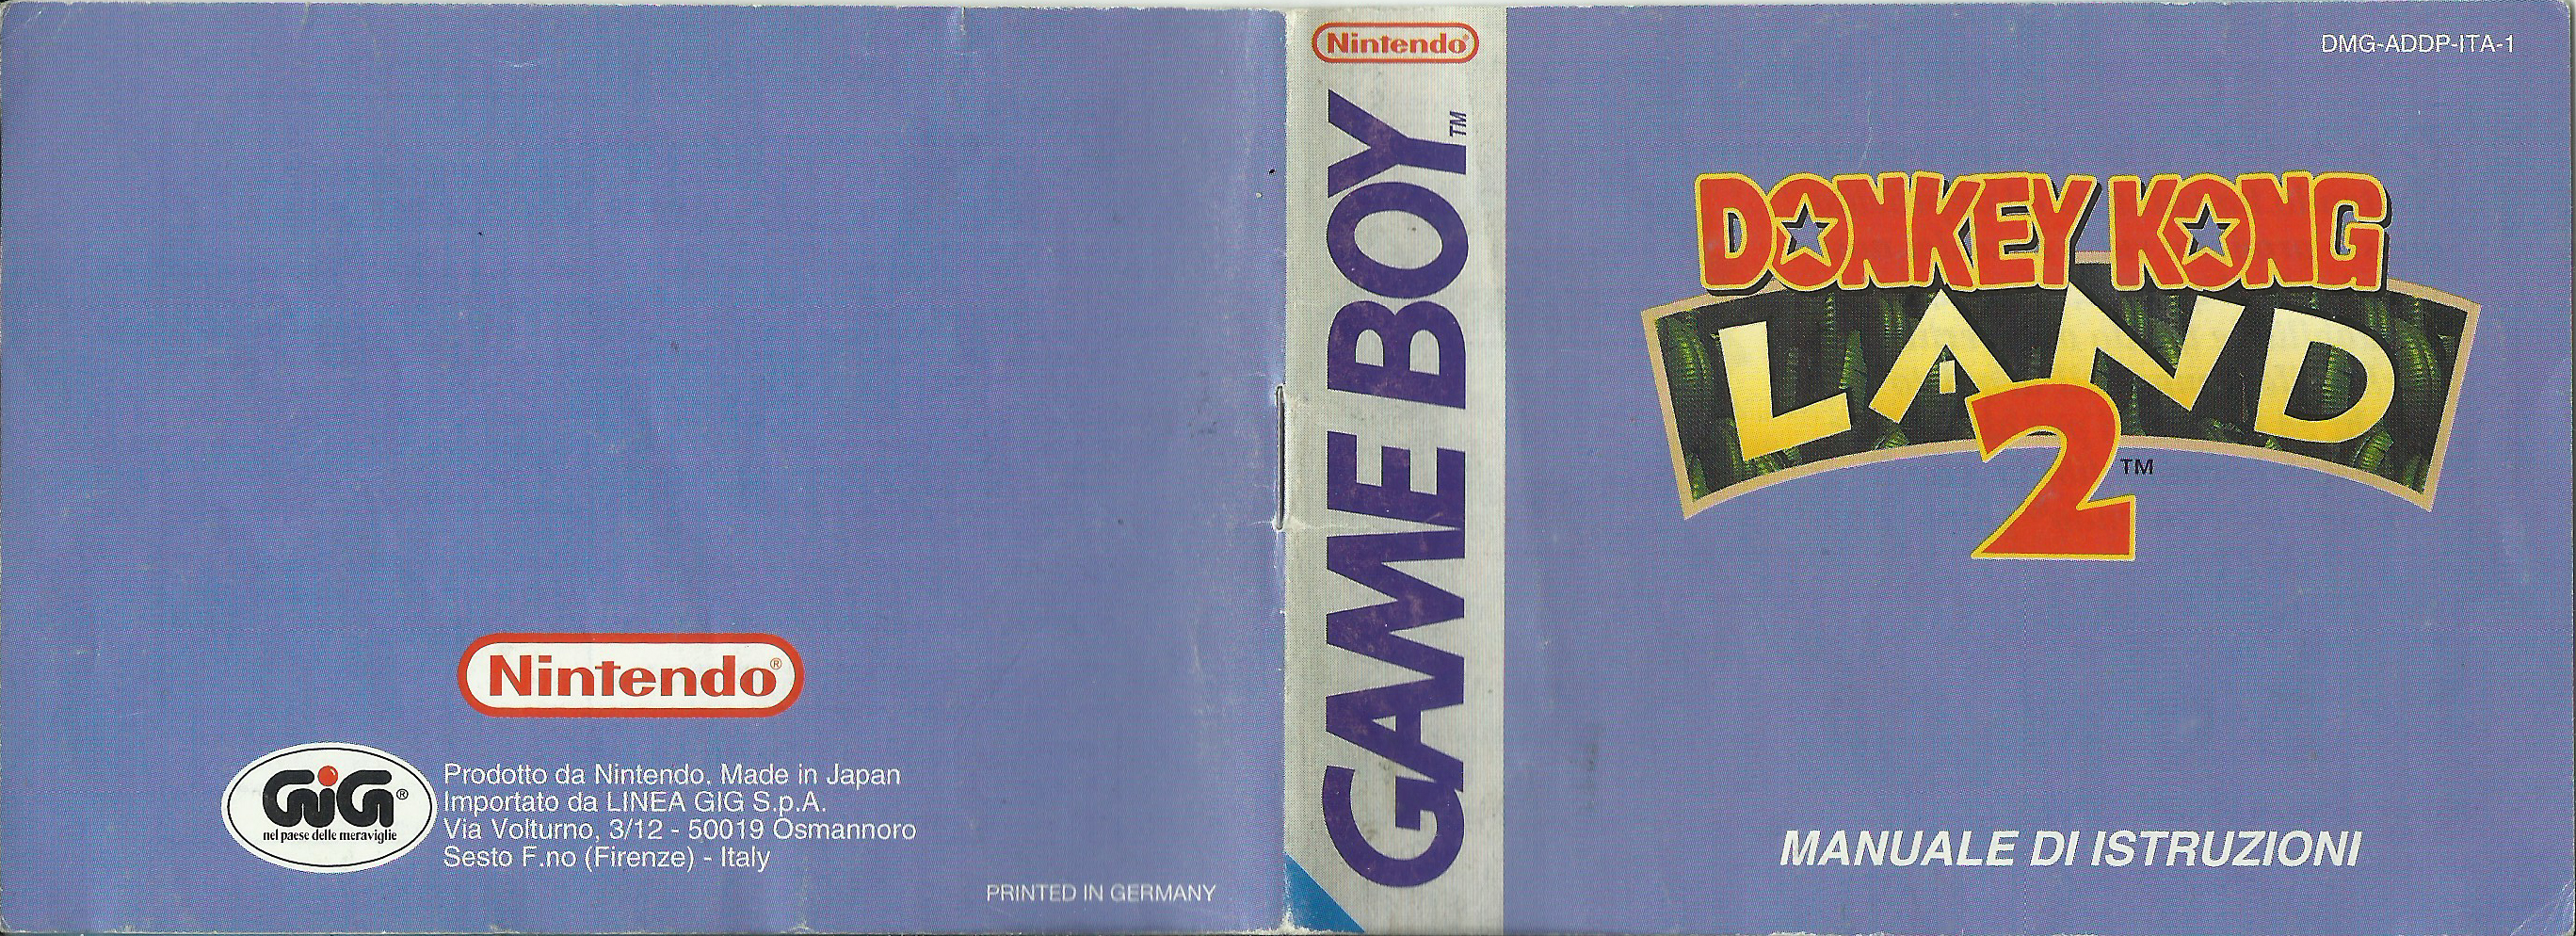 Nintendo®
GiG®
nel paese delle meraviglie
Prodotto da Nintendo. Made in Japan
Importato da LINEA GIG S.p.A.
Via Volturno, 3/12 - 50019 Osmannoro
Sesto F.no (Firenze) - Italy
PRINTED IN GERMANY
Nintendo®
GAME BOY™
DMG-ADDP-ITA-1
DONKEY KONG
LAND
2™
MANUALE DI ISTRUZIONI